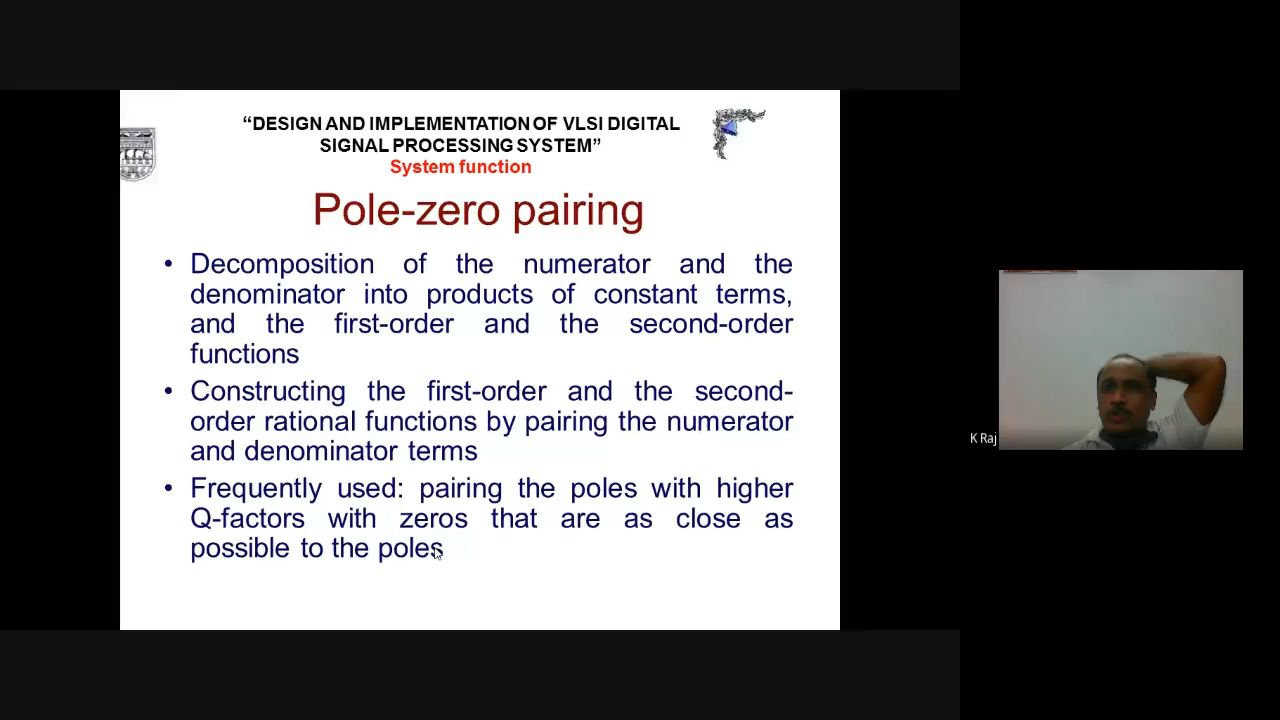 “DESIGN AND IMPLEMENTATION OF VLSI DIGITAL
SIGNAL PROCESSING SYSTEM”
System function
Pole-zero pairing
• Decomposition of the numerator and the
denominator into products of constant terms,
and the first-order and the second-order
functions
• Constructing the first-order and the second-
order rational functions by pairing the numerator
and denominator terms
• Frequently used: pairing the poles with higher
Q-factors with zeros that are as close as
possible to the poles
K Raj